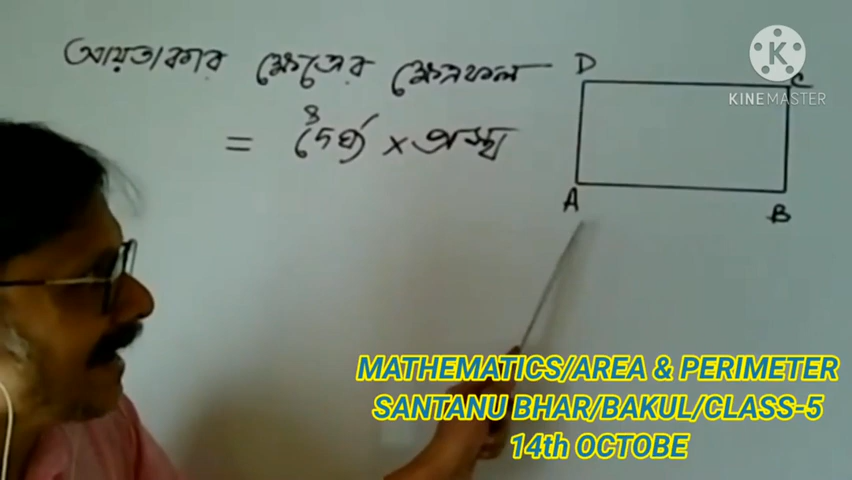 আয়তাকার ক্ষেত্রের ক্ষেত্রফল
= দৈর্ঘ্য × প্রস্থ
D
C
A
B
K
KINEMASTER
MATHEMATICS/AREA & PERIMETER
SANTANU BHAR/BAKUL/CLASS-5
14th OCTOBE